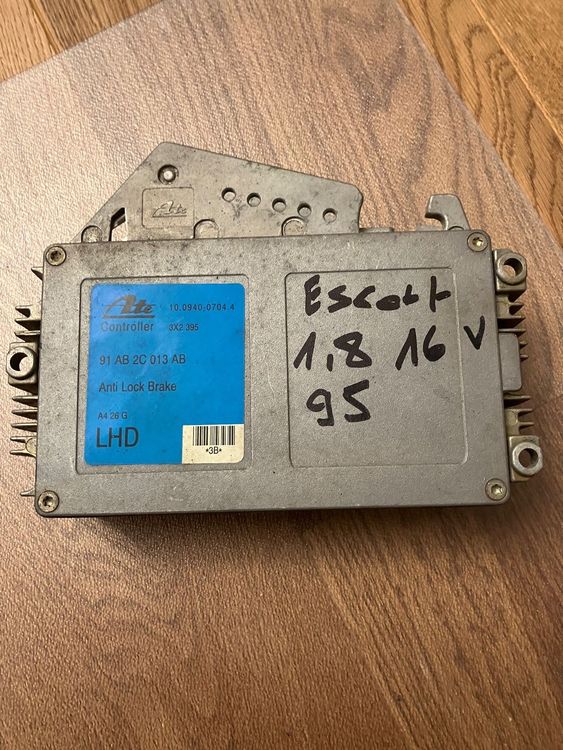 Ate
Ate 10.0940-0704.4
Controller 3X2 395
91 AB 2C 013 AB
Anti Lock Brake
A4 26 G
LHD
*3B*
Escort
1,8 16 V
95